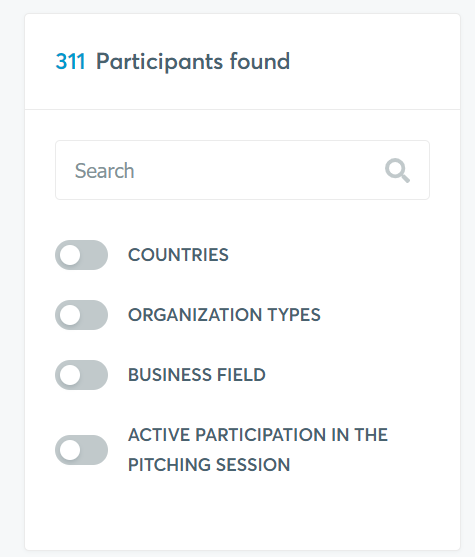 311 Participants found
Search
COUNTRIES
ORGANIZATION TYPES
BUSINESS FIELD
ACTIVE PARTICIPATION IN THE
PITCHING SESSION